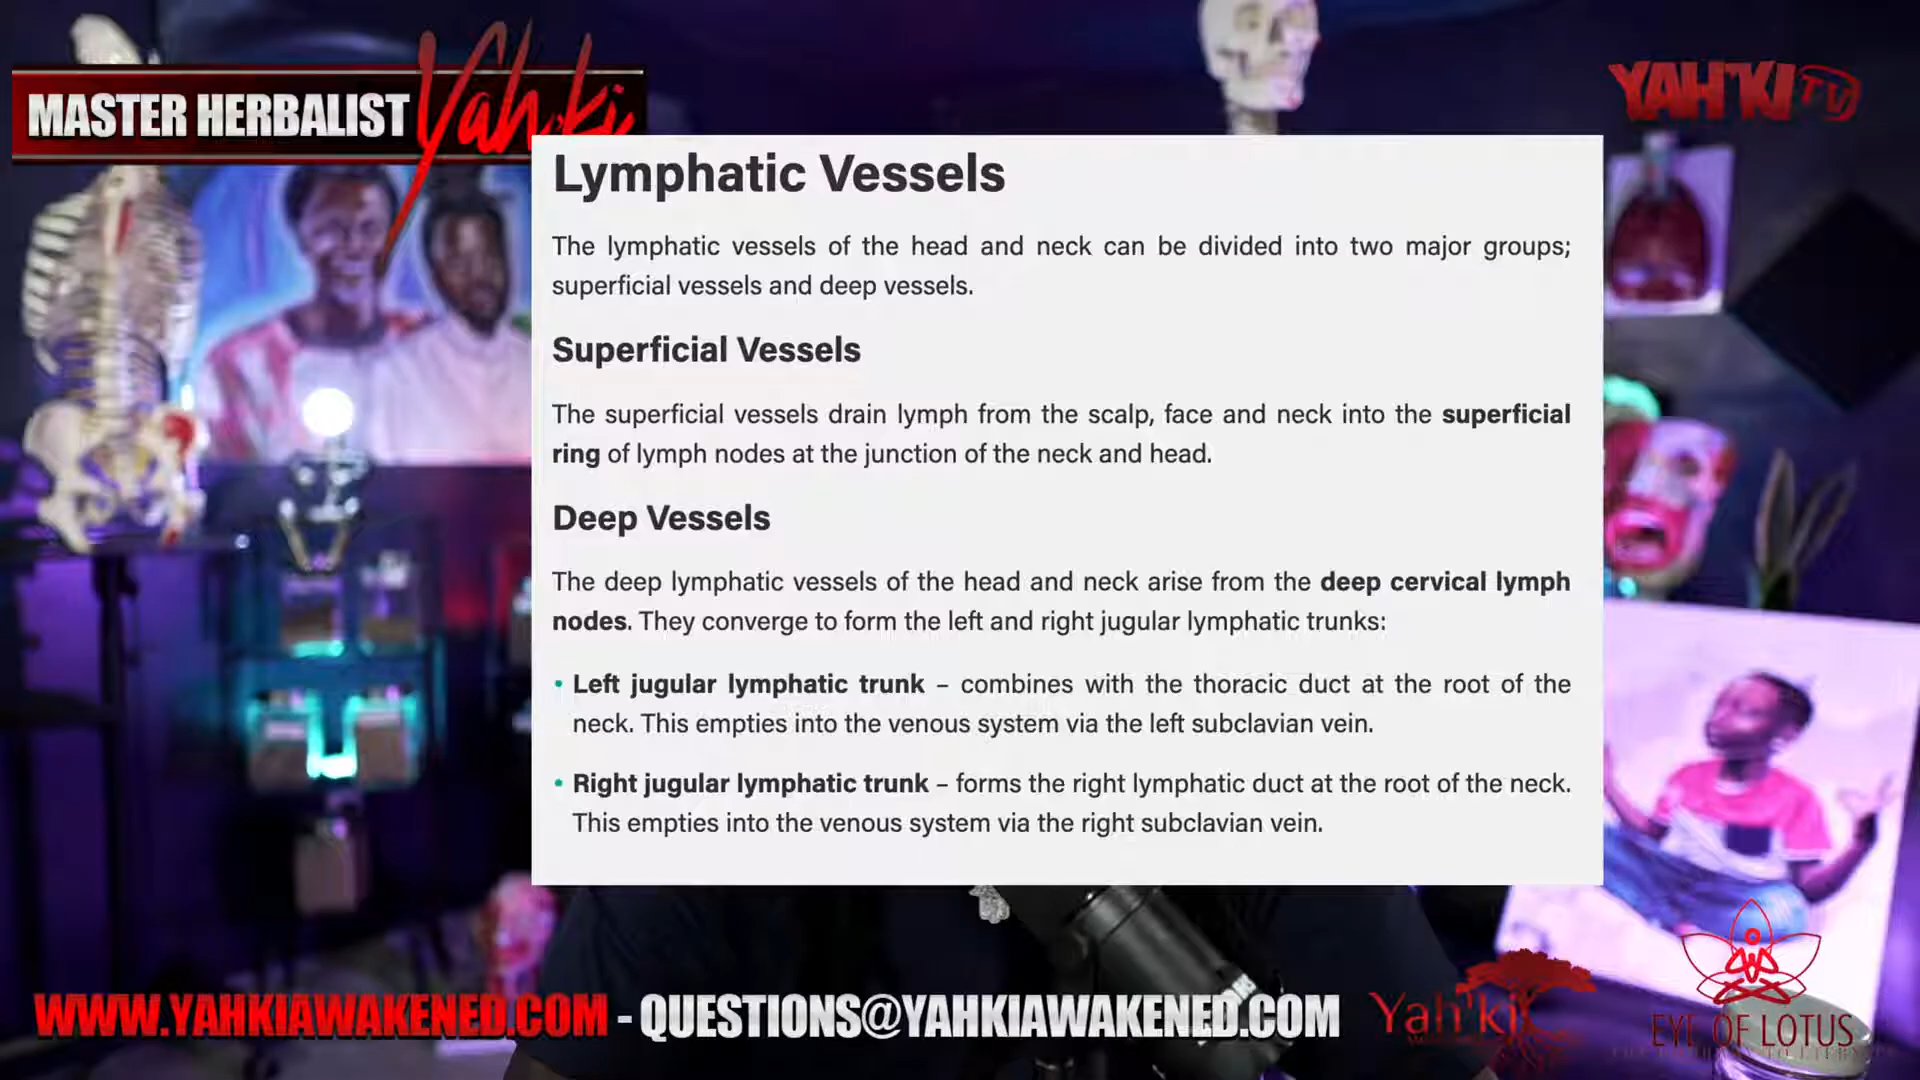 MASTER HERBALIST Yah'ki
YAH'KI TV
Lymphatic Vessels
The lymphatic vessels of the head and neck can be divided into two major groups;
superficial vessels and deep vessels.
Superficial Vessels
The superficial vessels drain lymph from the scalp, face and neck into the superficial
ring of lymph nodes at the junction of the neck and head.
Deep Vessels
The deep lymphatic vessels of the head and neck arise from the deep cervical lymph
nodes. They converge to form the left and right jugular lymphatic trunks:
• Left jugular lymphatic trunk – combines with the thoracic duct at the root of the
neck. This empties into the venous system via the left subclavian vein.
• Right jugular lymphatic trunk – forms the right lymphatic duct at the root of the neck.
This empties into the venous system via the right subclavian vein.
WWW.YAHKIAWAKENED.COM - QUESTIONS@YAHKIAWAKENED.COM
Yah'ki
EYE OF LOTUS